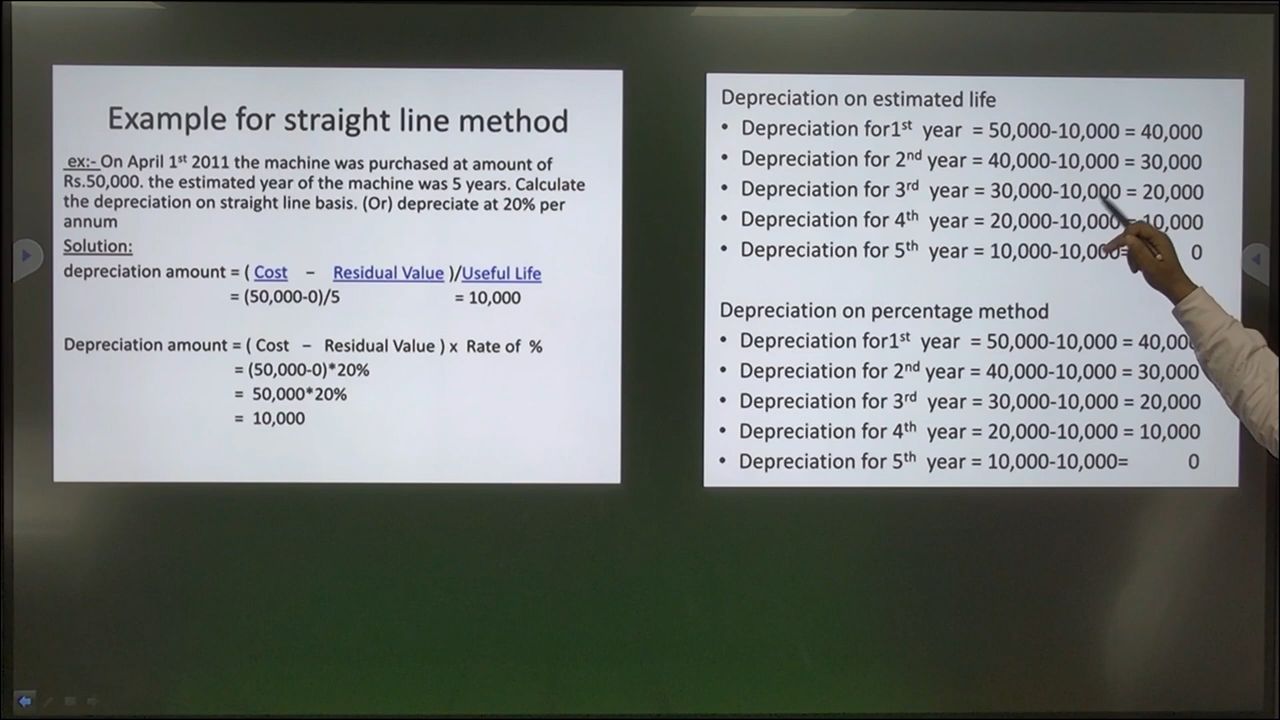 Example for straight line method
ex:- On April 1st 2011 the machine was purchased at amount of
Rs.50,000. the estimated year of the machine was 5 years. Calculate
the depreciation on straight line basis. (Or) depreciate at 20% per
annum
Solution:
depreciation amount = ( Cost – Residual Value )/Useful Life
= (50,000-0)/5 = 10,000
Depreciation amount = ( Cost – Residual Value ) x Rate of %
= (50,000-0)*20%
= 50,000*20%
= 10,000
Depreciation on estimated life
• Depreciation for1st year = 50,000-10,000 = 40,000
• Depreciation for 2nd year = 40,000-10,000 = 30,000
• Depreciation for 3rd year = 30,000-10,000 = 20,000
• Depreciation for 4th year = 20,000-10,000 = 10,000
• Depreciation for 5th year = 10,000-10,000= 0
Depreciation on percentage method
• Depreciation for1st year = 50,000-10,000 = 40,000
• Depreciation for 2nd year = 40,000-10,000 = 30,000
• Depreciation for 3rd year = 30,000-10,000 = 20,000
• Depreciation for 4th year = 20,000-10,000 = 10,000
• Depreciation for 5th year = 10,000-10,000= 0